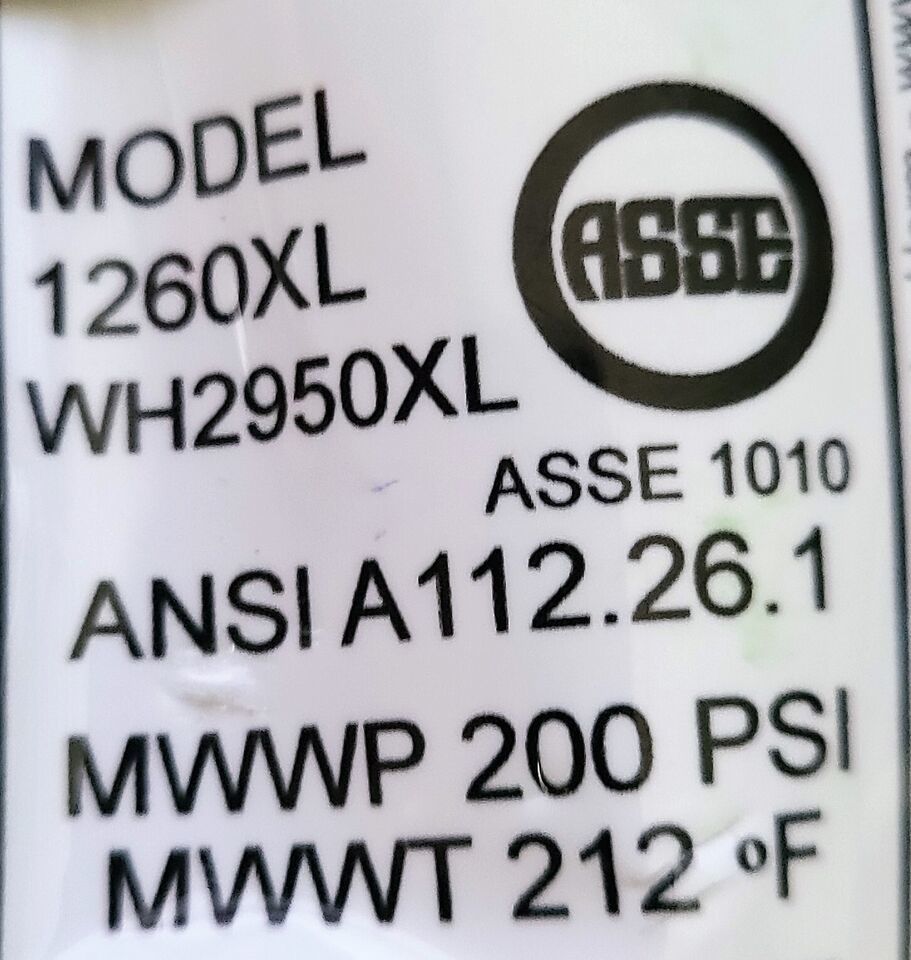 MODEL
1260XL
WH2950XL
ASSE
ASSE 1010
ANSI A112.26.1
MWWP 200 PSI
MWWT 212 °F